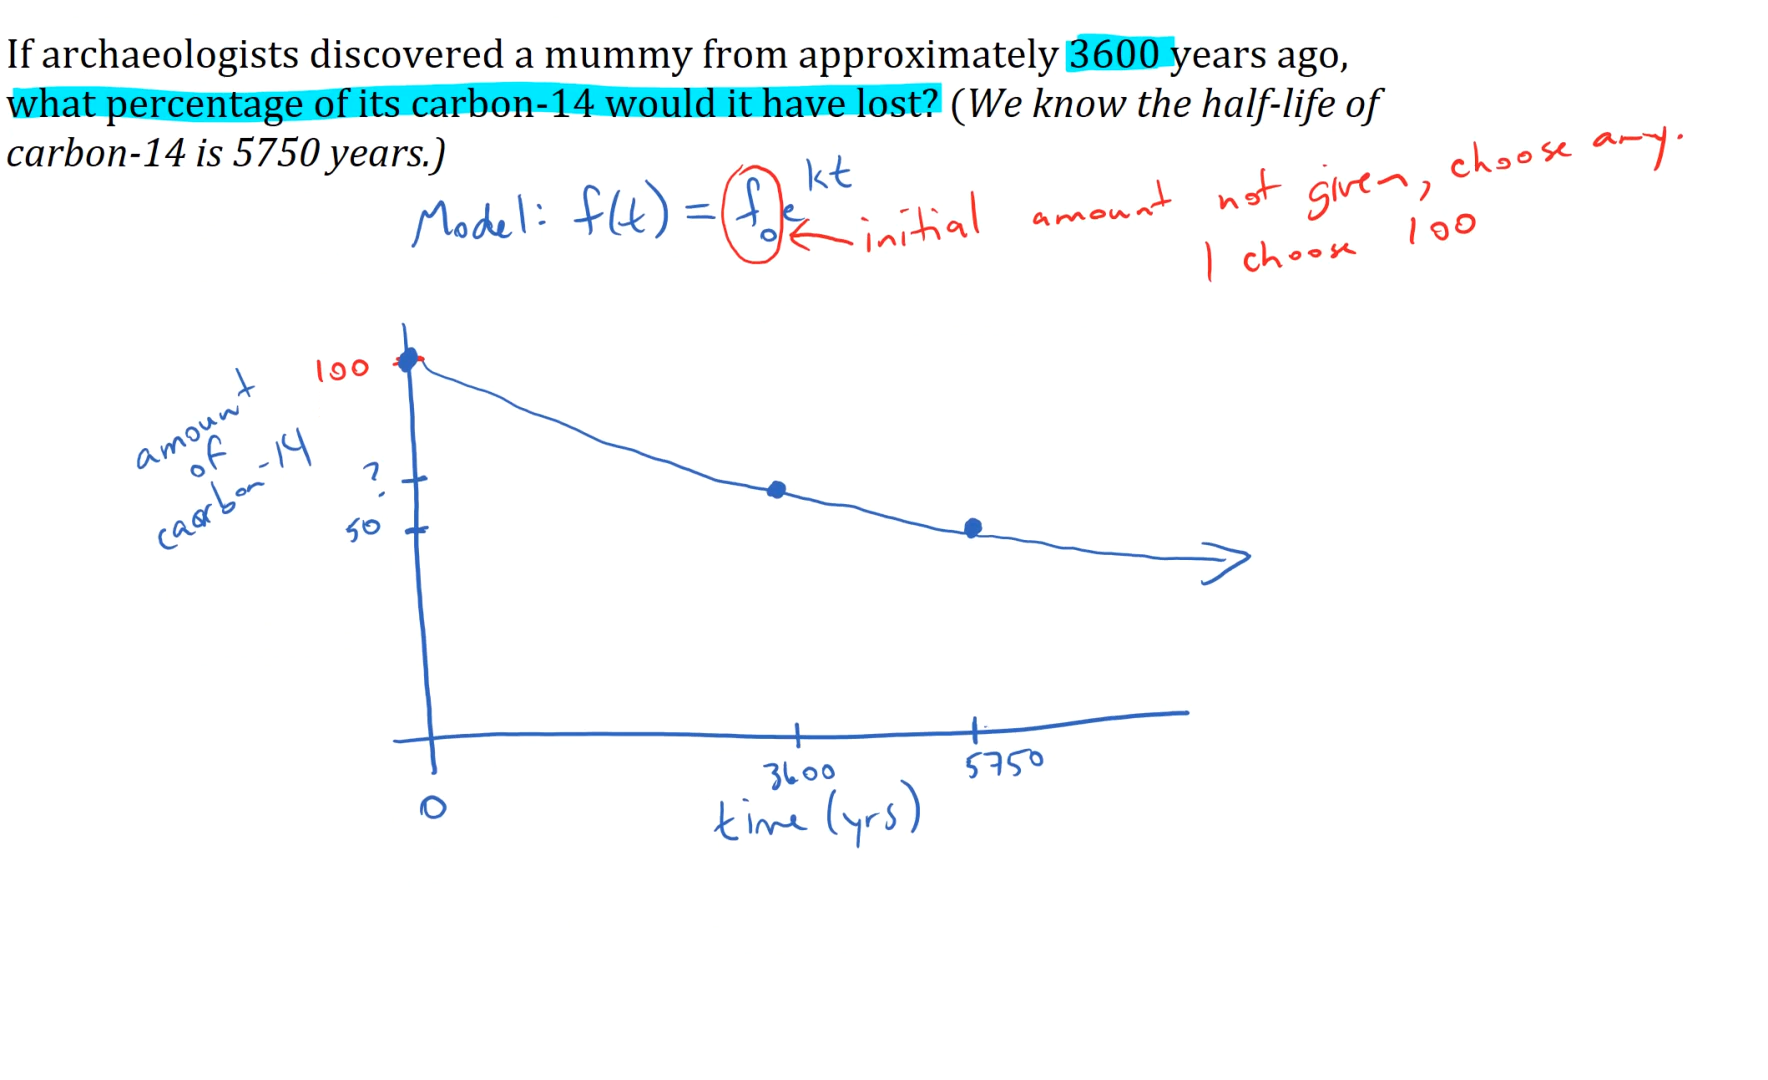 If archaeologists discovered a mummy from approximately 3600 years ago,
what percentage of its carbon-14 would it have lost? (We know the half-life of
carbon-14 is 5750 years.)
Model: f(t) = f₀e^kt
initial amount not given, choose any.
I choose 100
100
amount
of
carbon-14
?
50
3600
5750
0
time (yrs)